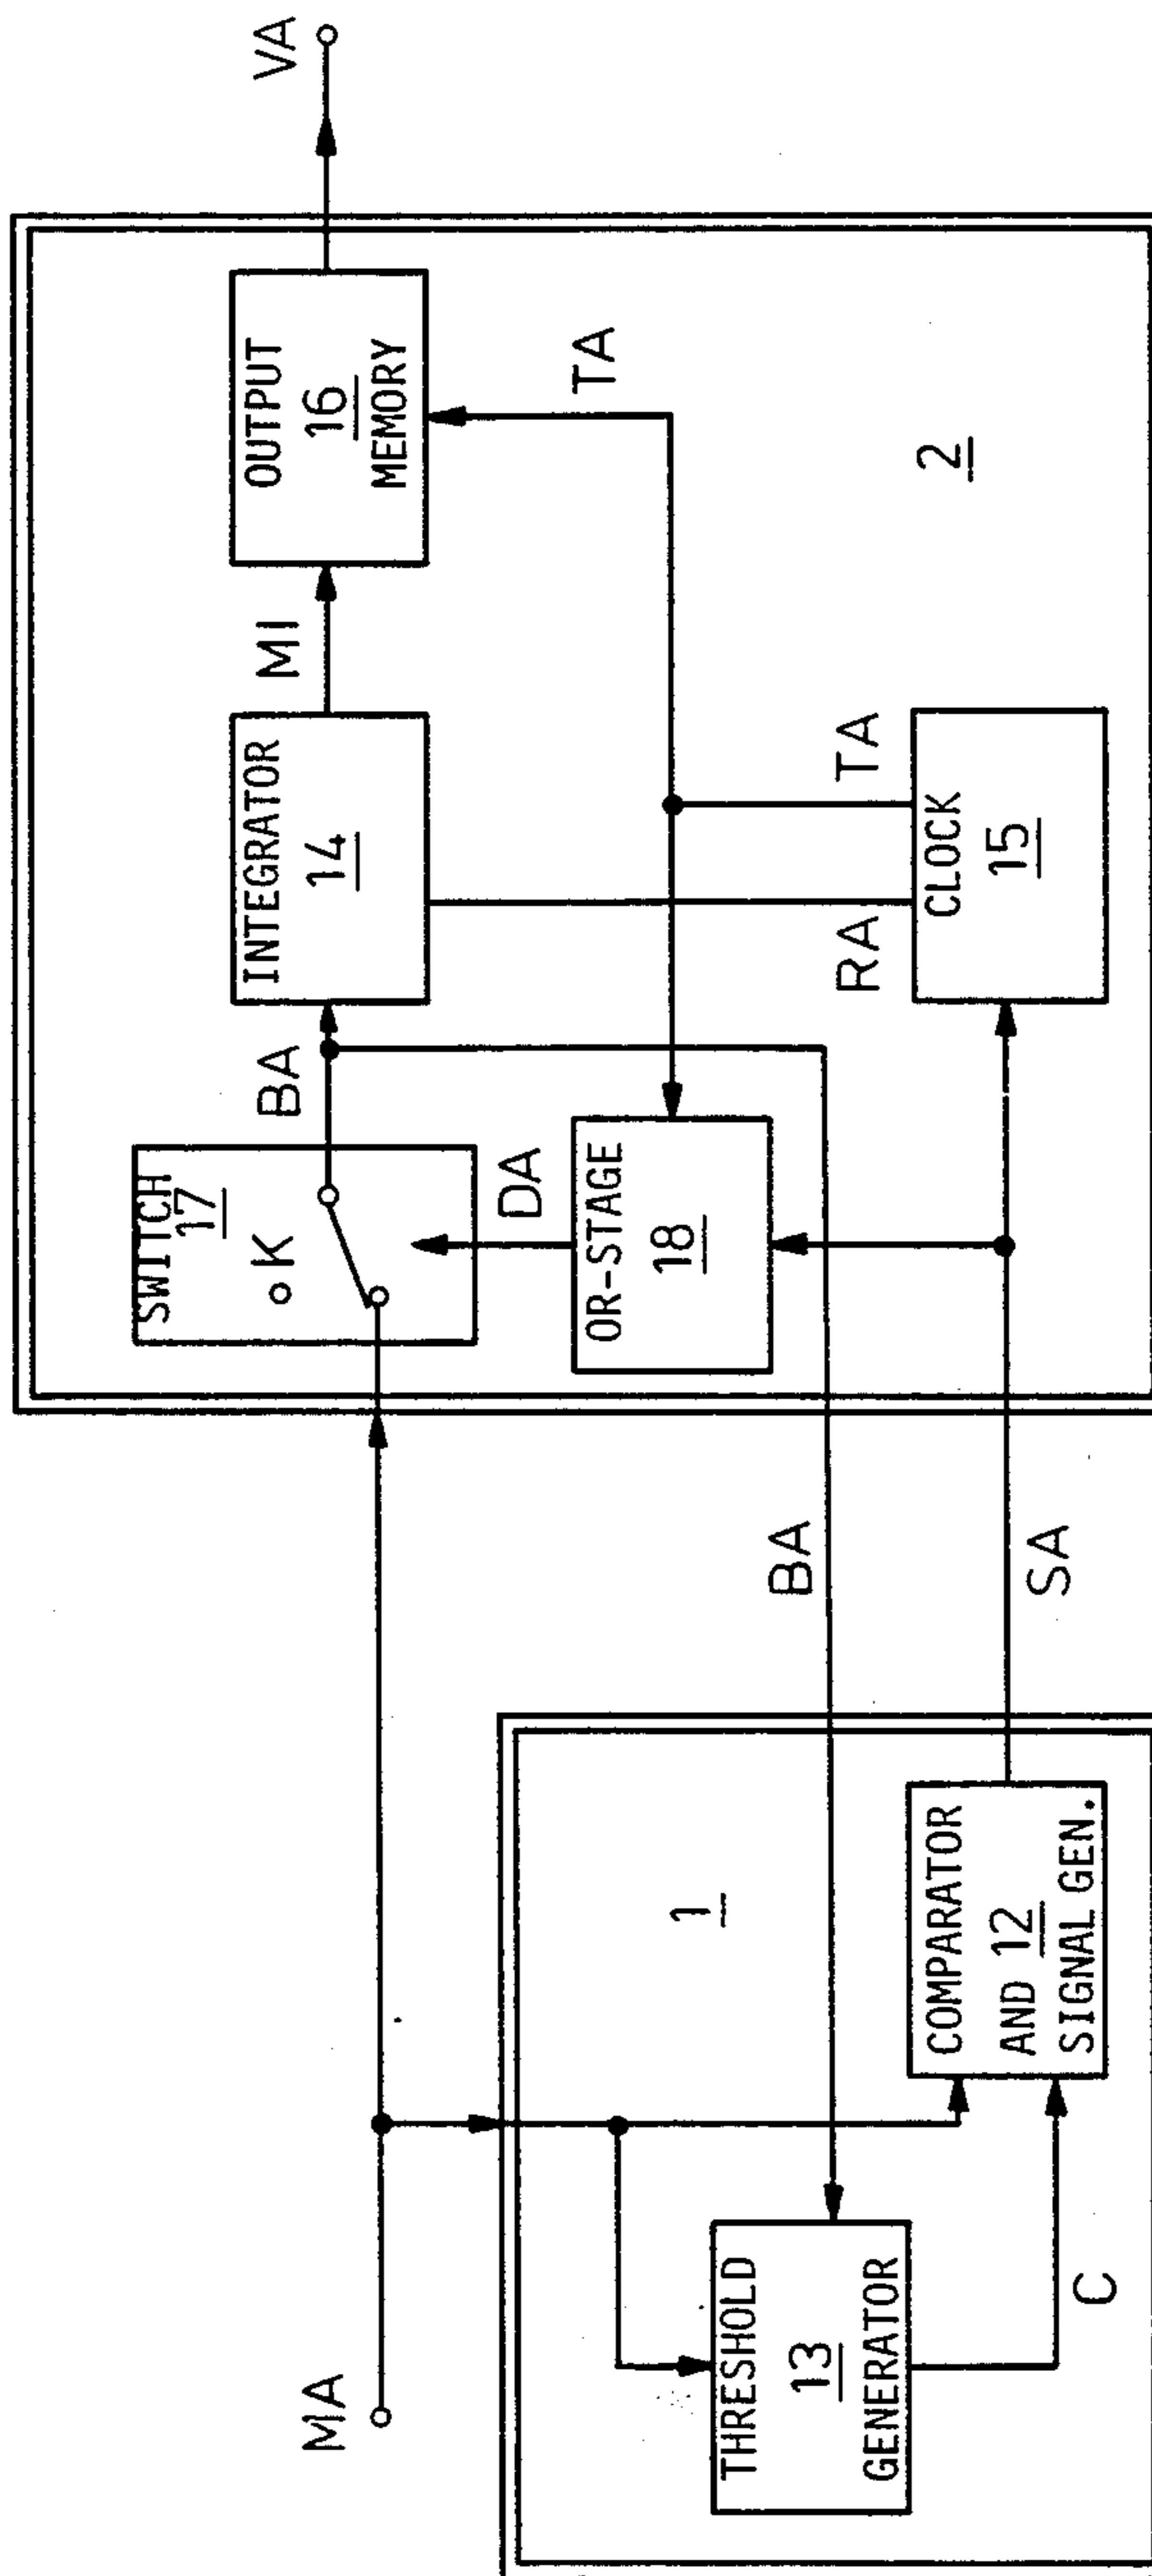 MA
THRESHOLD
13
GENERATOR
C
1
COMPARATOR
AND 12
SIGNAL GEN.
BA
SA
SWITCH
17
K
BA
DA
OR-STAGE
18
INTEGRATOR
14
MI
RA
TA
CLOCK
15
OUTPUT
16
MEMORY
TA
2
VA